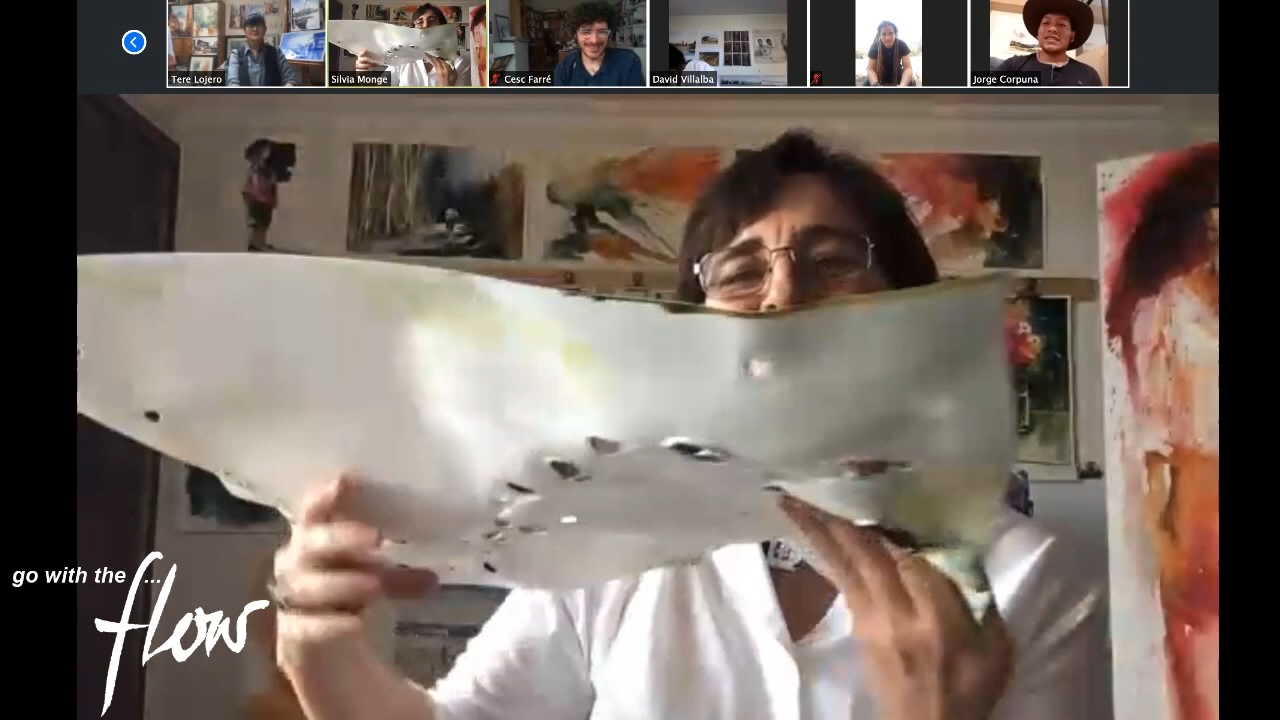 Tere Lojero
Silvia Monge
Cesc Farré
David Villalba
Jorge Corpuna
go with the ...
flow